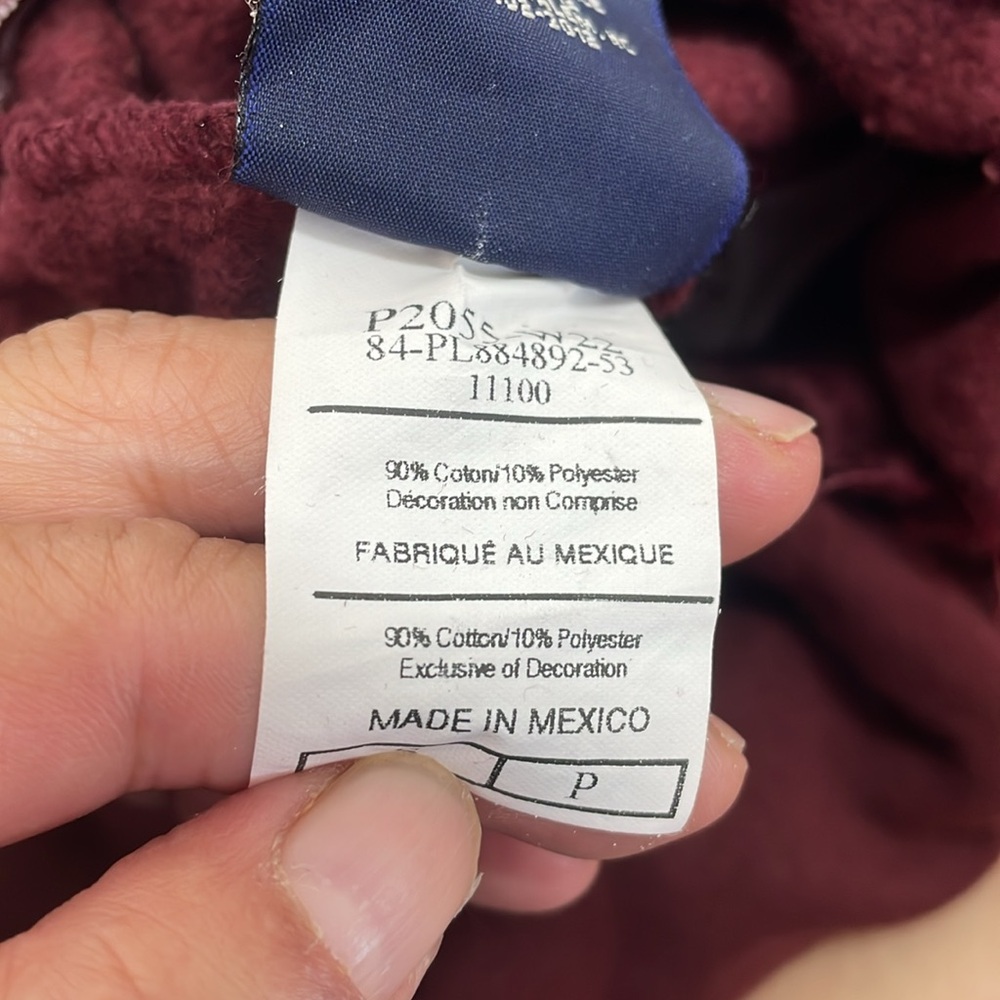 84-PL884892-53
11100
90% Coton/10% Polyester
Décoration non Comprise
FABRIQUÉ AU MEXIQUE
90% Cotton/10% Polyester
Exclusive of Decoration
MADE IN MEXICO
P